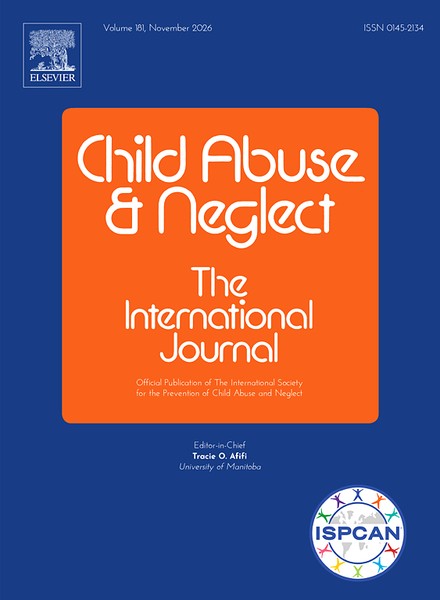 Volume 181, November 2026
ISSN 0145-2134
ELSEVIER
Child Abuse
& Neglect
The
International
Journal
Official Publication of The International Society
for the Prevention of Child Abuse and Neglect
Editor-in-Chief
Tracie O. Afifi
University of Manitoba
ISPCAN